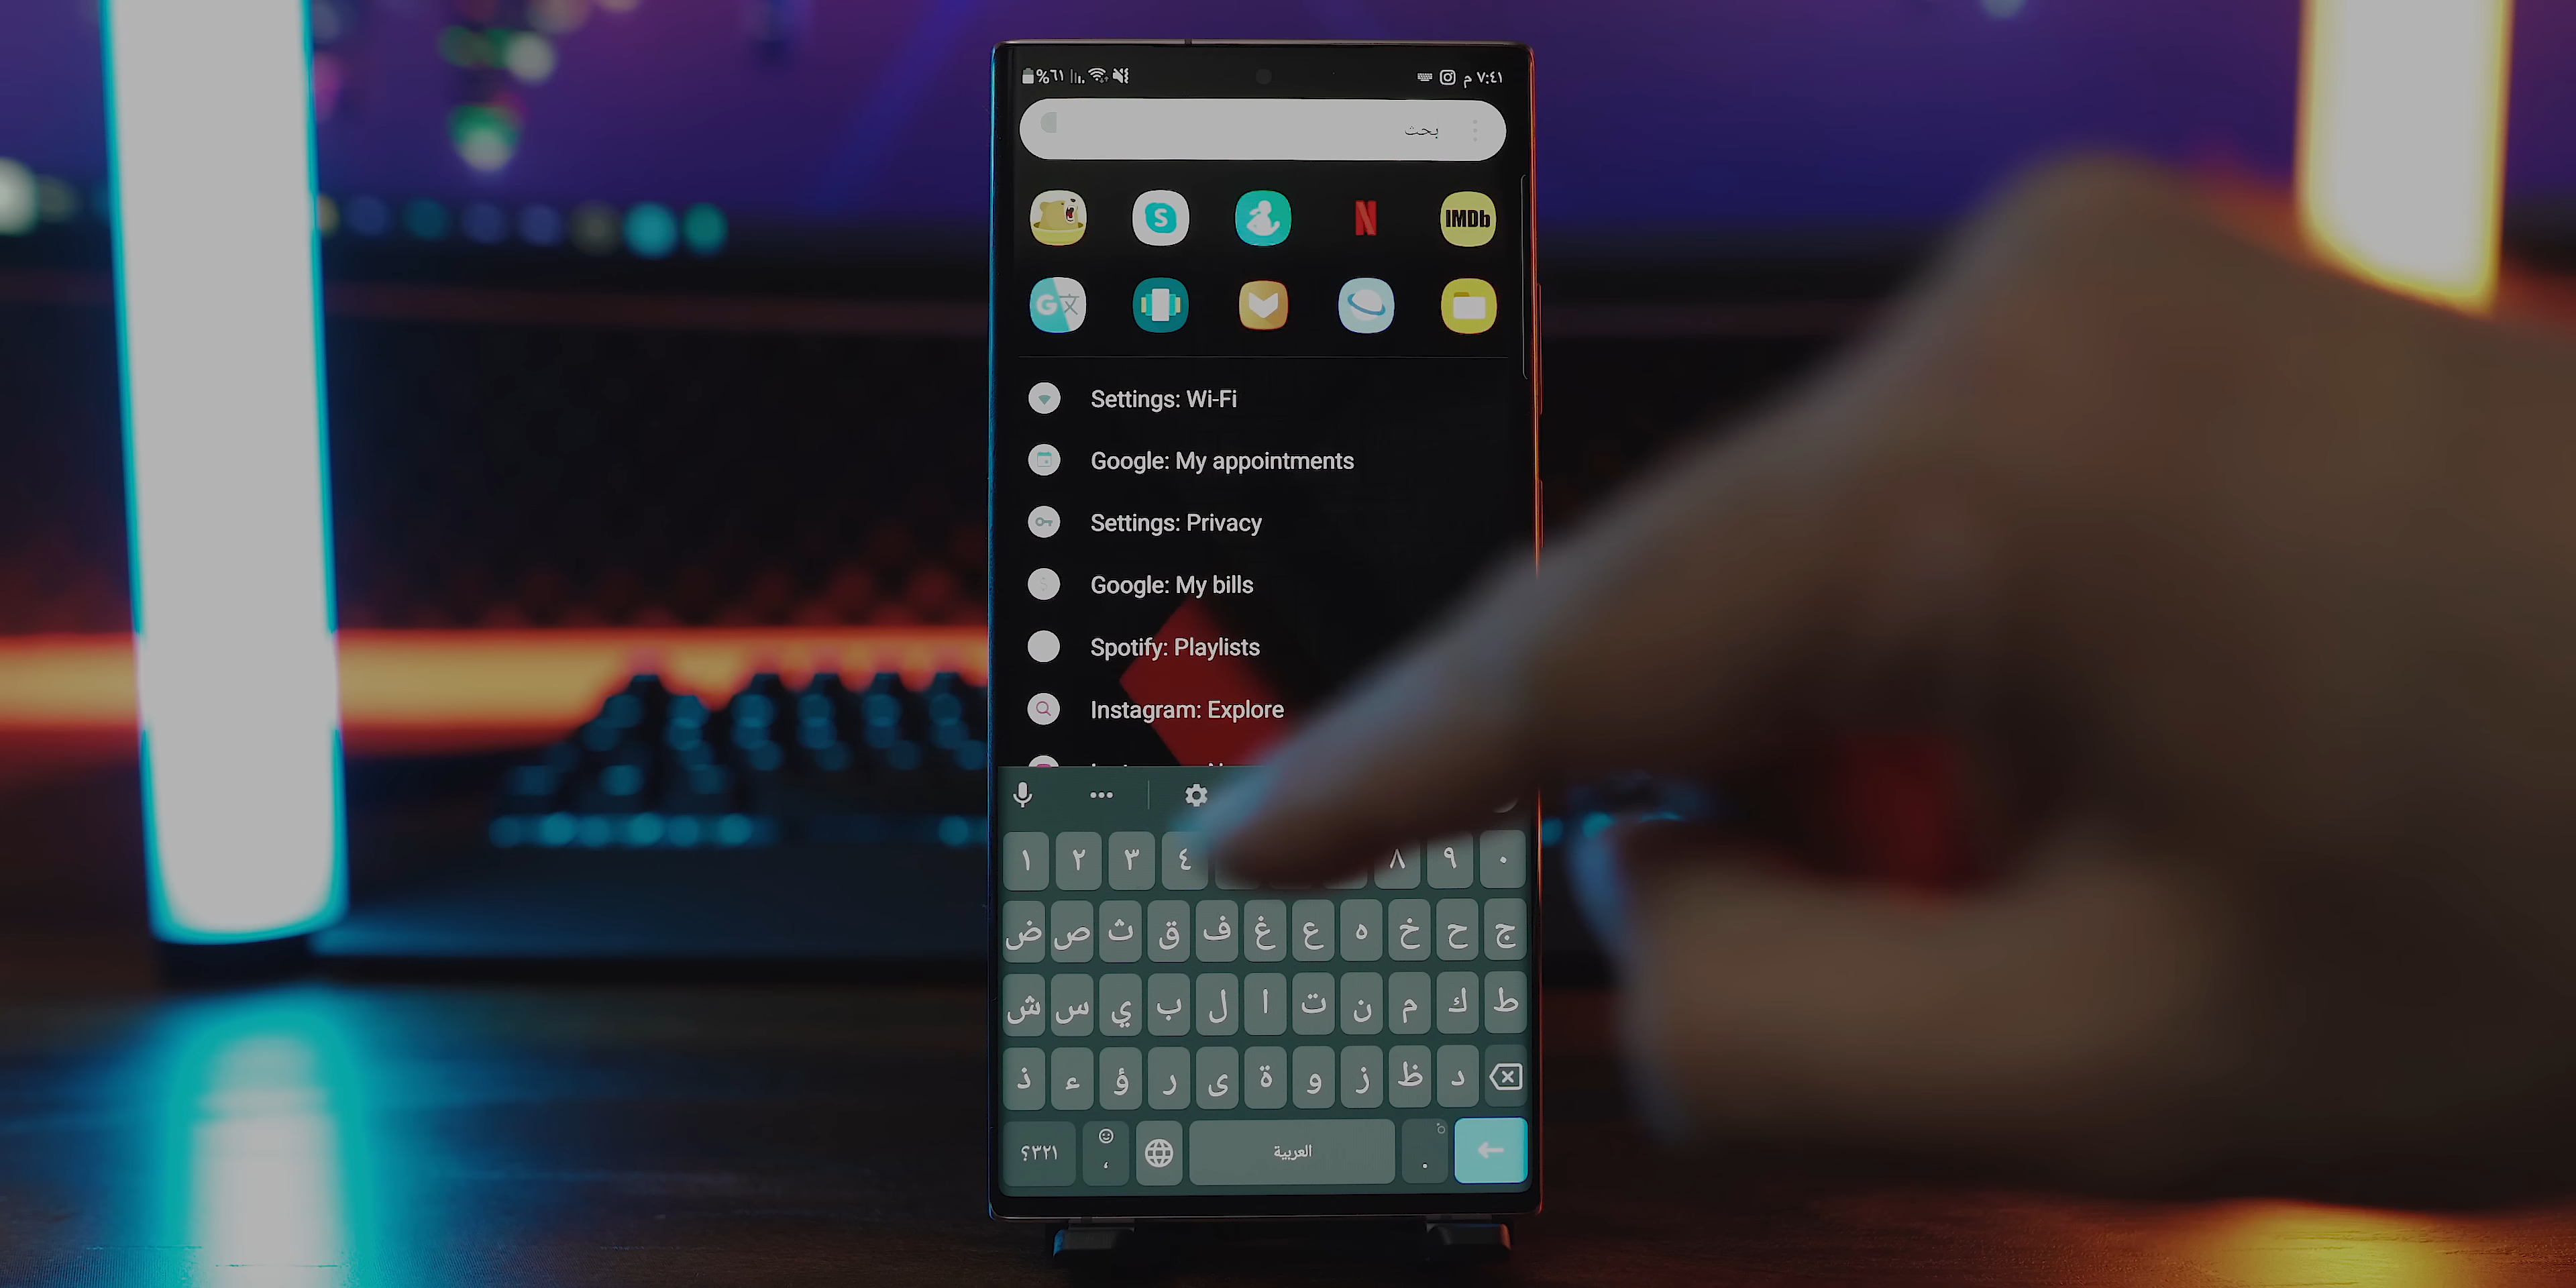 %٦١ ٧:٤١ م
بحث
S N IMDb
G 文
Settings: Wi-Fi
Google: My appointments
Settings: Privacy
Google: My bills
Spotify: Playlists
Instagram: Explore
١ ٢ ٣ ٤ ٨ ٩ ٠
ض ص ث ق ف غ ع ه خ ح ج
ش س ي ب ل ا ت ن م ك ط
ذ ء ؤ ر ى ة و ز ظ د
؟٣٢١ ، العربية .